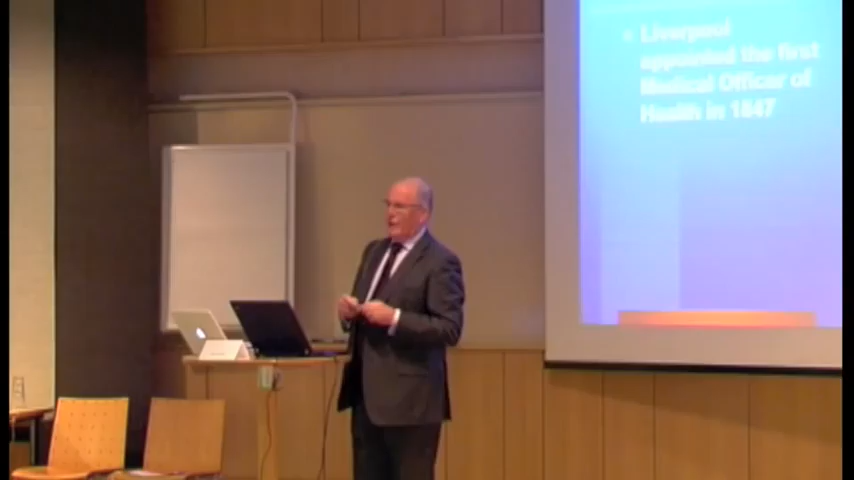 Liverpool
appointed the first
Medical Officer of
Health in 1847